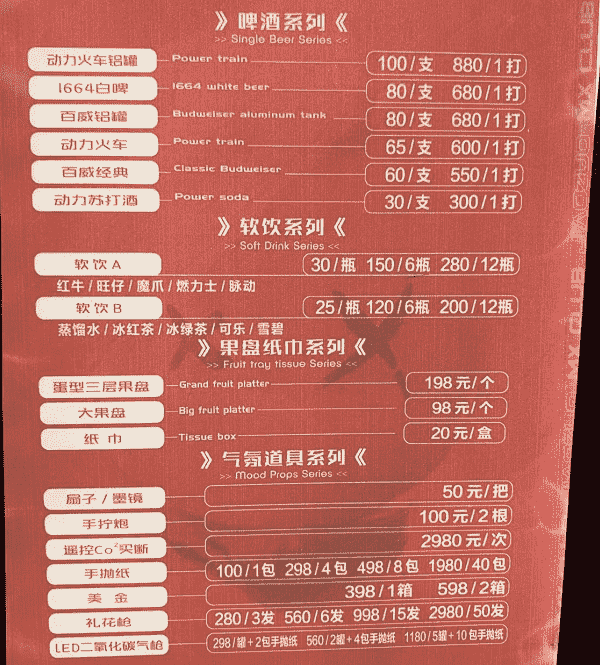 》啤酒系列《
>> Single Beer Series <<
动力火车铝罐 Power train 100/支 880/1打
1664白啤 1664 white beer 80/支 680/1打
百威铝罐 Budweiser aluminum tank 80/支 680/1打
动力火车 Power train 65/支 600/1打
百威经典 Classic Budweiser 60/支 550/1打
动力苏打酒 Power soda 30/支 300/1打
》软饮系列《
>> Soft Drink Series <<
软饮A 30/瓶 150/6瓶 280/12瓶
红牛/旺仔/魔爪/燃力士/脉动
软饮B 25/瓶 120/6瓶 200/12瓶
蒸馏水/冰红茶/冰绿茶/可乐/雪碧
》果盘纸巾系列《
>> Fruit tray tissue Series <<
重型三层果盘 Grand fruit platter 198元/个
大果盘 Big fruit platter 98元/个
纸巾 Tissue box 20元/盒
》气氛道具系列《
>> Mood Props Series <<
扇子/墨镜 50元/把
手拧炮 100元/2根
遥控Co²买断 2980元/次
手抛纸 100/1包 298/4包 498/8包 1980/40包
美金 398/1箱 598/2箱
礼花枪 280/3发 560/6发 998/15发 2980/50发
LED二氧化碳气枪 298/罐+2包手抛纸 560/2罐+4包手抛纸 1180/5罐+10包手抛纸
MX CLUB